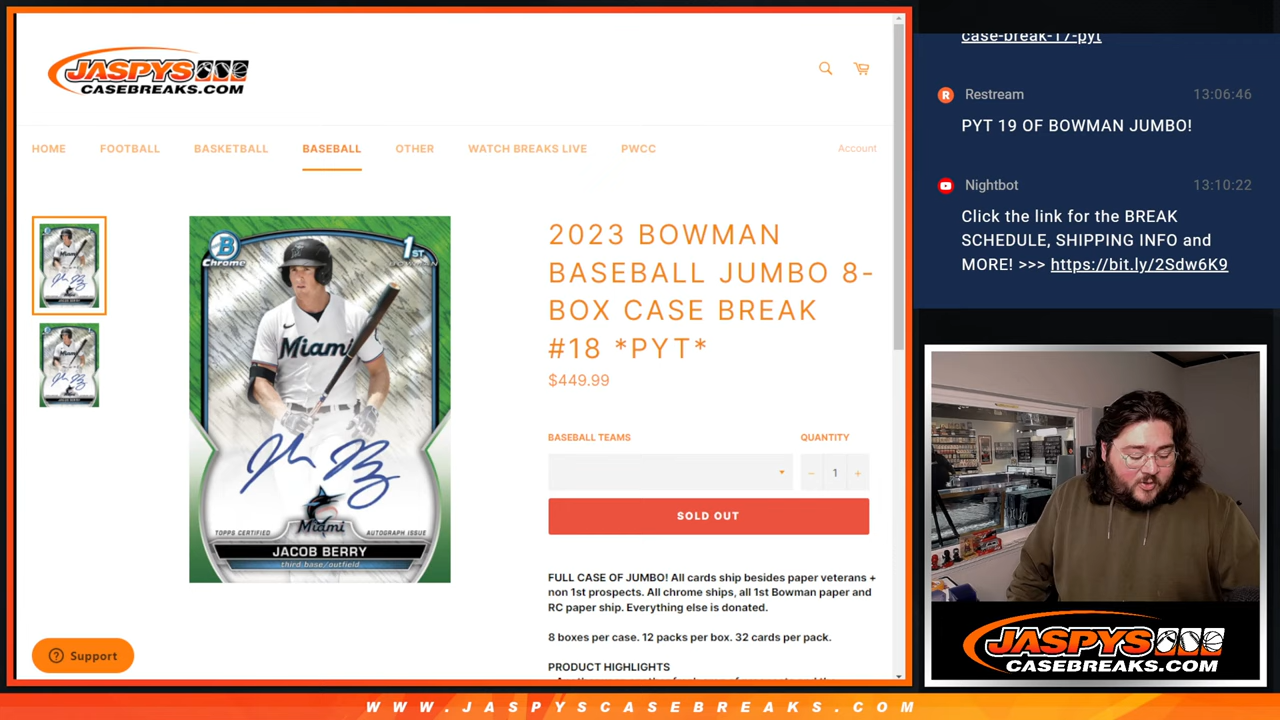 JASPYS
CASEBREAKS.COM
HOME
FOOTBALL
BASKETBALL
BASEBALL
OTHER
WATCH BREAKS LIVE
PWCC
Account
B
Chrome
1ST
Miami
TOPPS CERTIFIED
AUTOGRAPH ISSUE
Miami
JACOB BERRY
third base/outfield
2023 BOWMAN
BASEBALL JUMBO 8-
BOX CASE BREAK
#18 *PYT*
$449.99
BASEBALL TEAMS
QUANTITY
− 1 +
SOLD OUT
FULL CASE OF JUMBO! All cards ship besides paper veterans +
non 1st prospects. All chrome ships, all 1st Bowman paper and
RC paper ship. Everything else is donated.
8 boxes per case. 12 packs per box. 32 cards per pack.
PRODUCT HIGHLIGHTS
Support
case-break-17-pyt
Restream
13:06:46
PYT 19 OF BOWMAN JUMBO!
Nightbot
13:10:22
Click the link for the BREAK
SCHEDULE, SHIPPING INFO and
MORE! >>> https://bit.ly/2Sdw6K9
JASPYS
CASEBREAKS.COM
WWW.JASPYSCASEBREAKS.COM